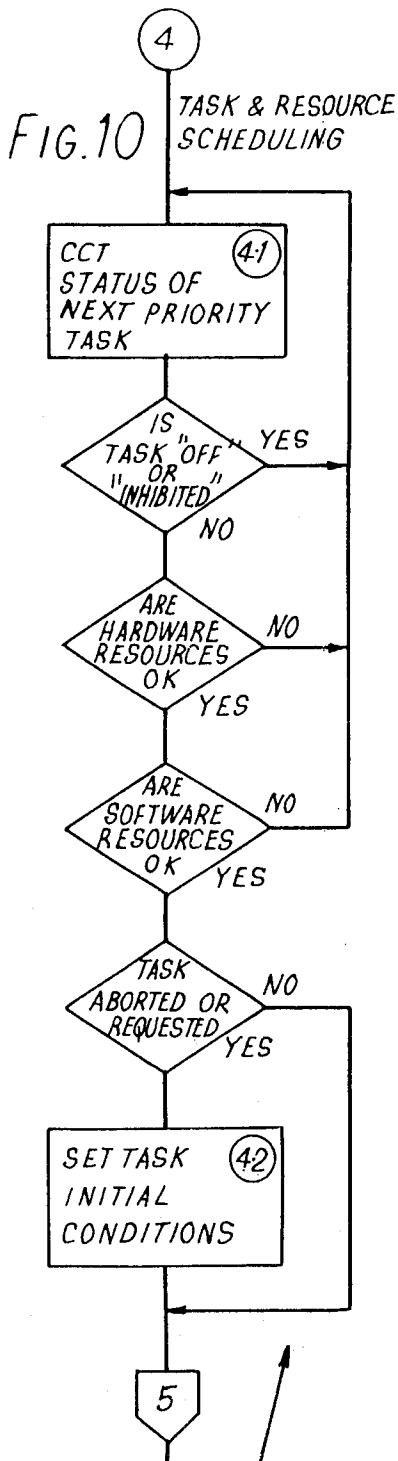 4
FIG.10
TASK & RESOURCE
SCHEDULING
CCT
4.1
STATUS OF
NEXT PRIORITY
TASK
IS
TASK "OFF"
OR
"INHIBITED"
YES
NO
ARE
HARDWARE
RESOURCES
OK
NO
YES
ARE
SOFTWARE
RESOURCES
OK
NO
YES
TASK
ABORTED OR
REQUESTED
NO
YES
SET TASK
4.2
INITIAL
CONDITIONS
5